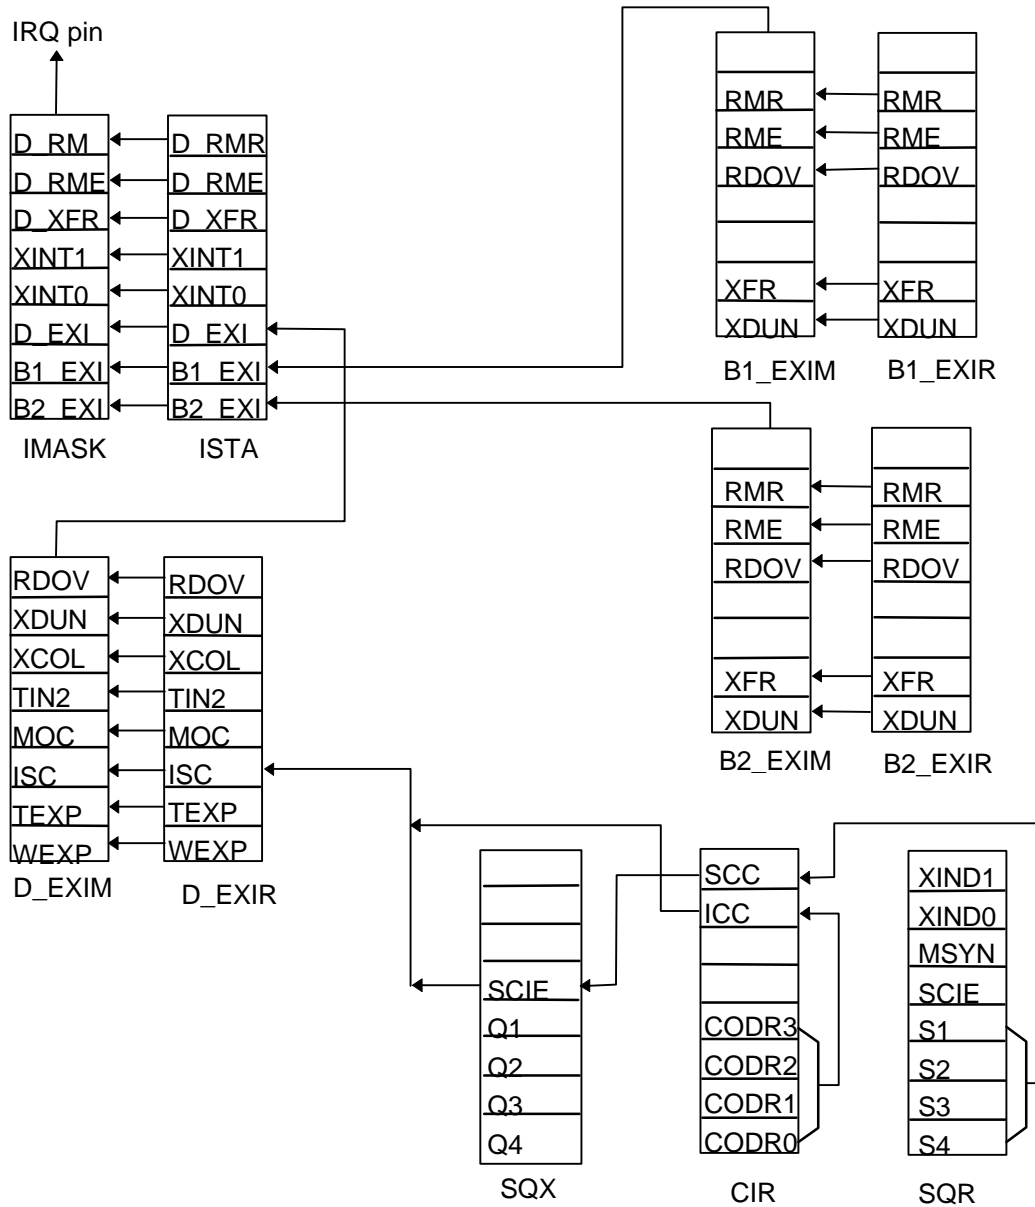 IRQ pin
D_RM
D_RME
D_XFR
XINT1
XINT0
D_EXI
B1_EXI
B2_EXI
IMASK
D_RMR
D_RME
D_XFR
XINT1
XINT0
D_EXI
B1_EXI
B2_EXI
ISTA
RMR
RME
RDOV
XFR
XDUN
B1_EXIM
RMR
RME
RDOV
XFR
XDUN
B1_EXIR
RMR
RME
RDOV
XFR
XDUN
B2_EXIM
RMR
RME
RDOV
XFR
XDUN
B2_EXIR
RDOV
XDUN
XCOL
TIN2
MOC
ISC
TEXP
WEXP
D_EXIM
RDOV
XDUN
XCOL
TIN2
MOC
ISC
TEXP
WEXP
D_EXIR
SCIE
Q1
Q2
Q3
Q4
SQX
SCC
ICC
CODR3
CODR2
CODR1
CODR0
CIR
XIND1
XIND0
MSYN
SCIE
S1
S2
S3
S4
SQR